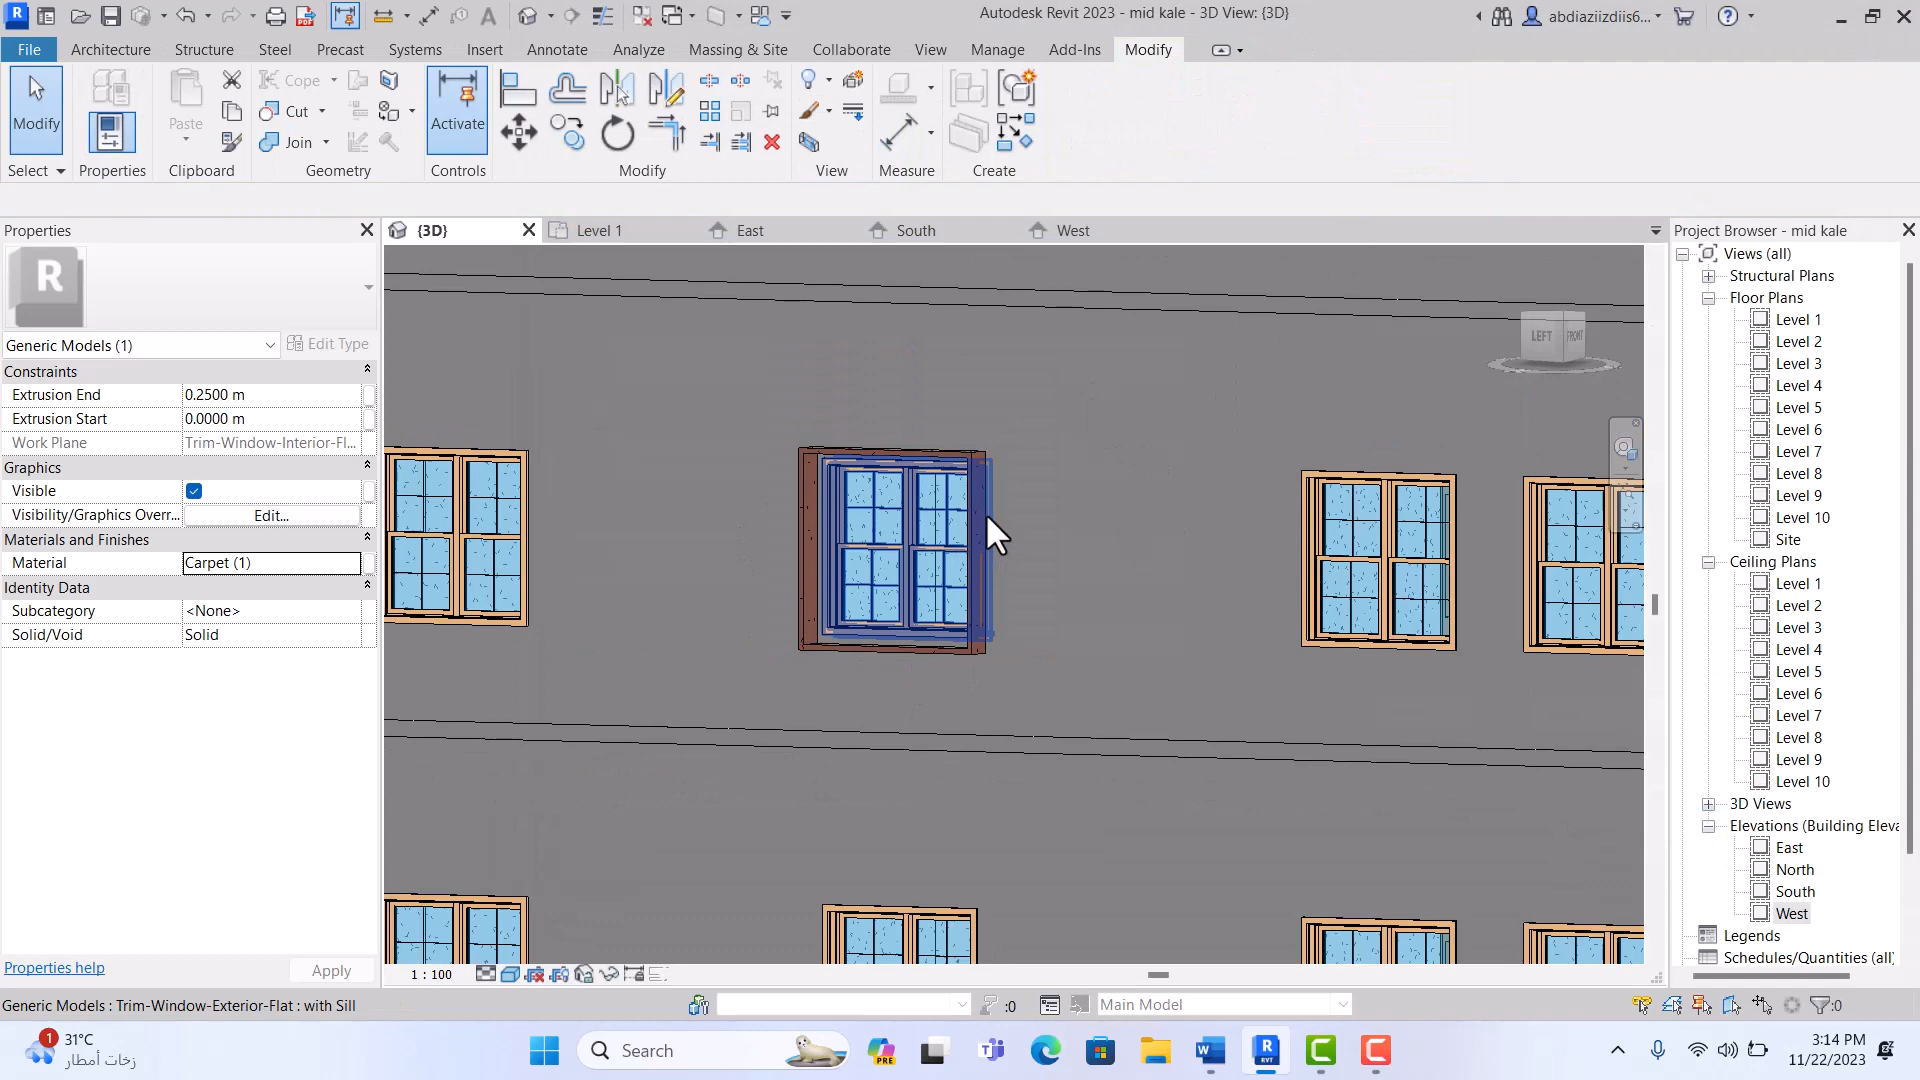 Autodesk Revit 2023 - mid kale - 3D View: {3D}
abdiaziizdiis6...
File
Architecture
Structure
Steel
Precast
Systems
Insert
Annotate
Analyze
Massing & Site
Collaborate
View
Manage
Add-Ins
Modify
Modify
Paste
Cope
Cut
Join
Activate
Select
Properties
Clipboard
Geometry
Controls
Modify
View
Measure
Create
Properties
{3D}
Level 1
East
South
West
Project Browser - mid kale
R
Generic Models (1)
Edit Type
Constraints
Extrusion End 0.2500 m
Extrusion Start 0.0000 m
Work Plane Trim-Window-Interior-Fl...
Graphics
Visible
Visibility/Graphics Overr... Edit...
Materials and Finishes
Material Carpet (1)
Identity Data
Subcategory <None>
Solid/Void Solid
Properties help
Apply
LEFT
FRONT
1 : 100
Views (all)
Structural Plans
Floor Plans
Level 1
Level 2
Level 3
Level 4
Level 5
Level 6
Level 7
Level 8
Level 9
Level 10
Site
Ceiling Plans
Level 1
Level 2
Level 3
Level 4
Level 5
Level 6
Level 7
Level 8
Level 9
Level 10
3D Views
Elevations (Building Eleva
East
North
South
West
Legends
Schedules/Quantities (all)
Generic Models : Trim-Window-Exterior-Flat : with Sill
:0
Main Model
:0
1
31°C
زخات أمطار
Search
PRE
3:14 PM
11/22/2023